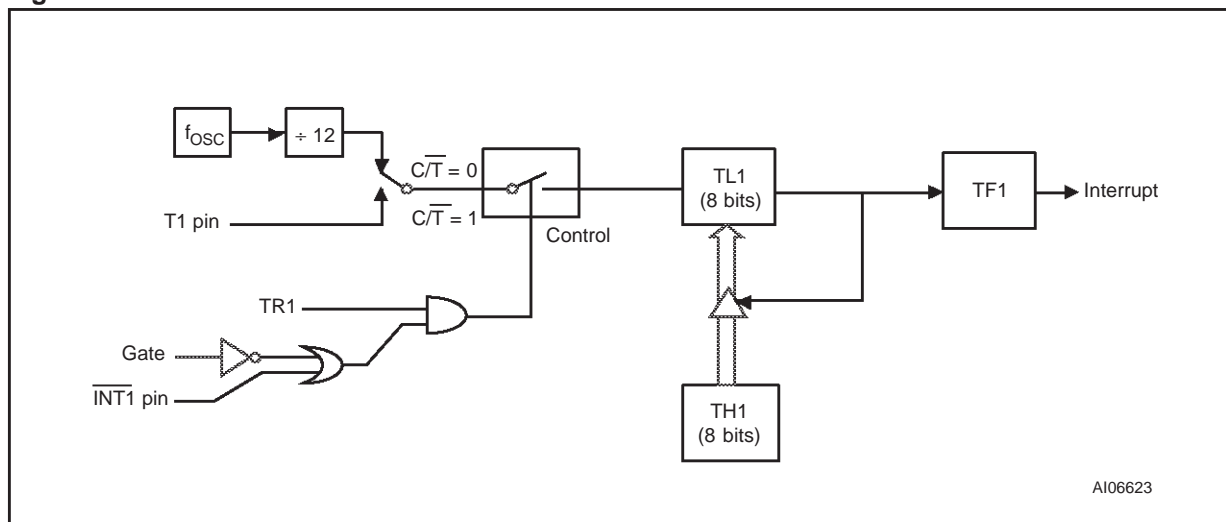 fOSC
÷ 12
C/T̅ = 0
C/T̅ = 1
T1 pin
Control
TL1
(8 bits)
TF1
Interrupt
TR1
Gate
I̅N̅T̅1̅ pin
TH1
(8 bits)
AI06623